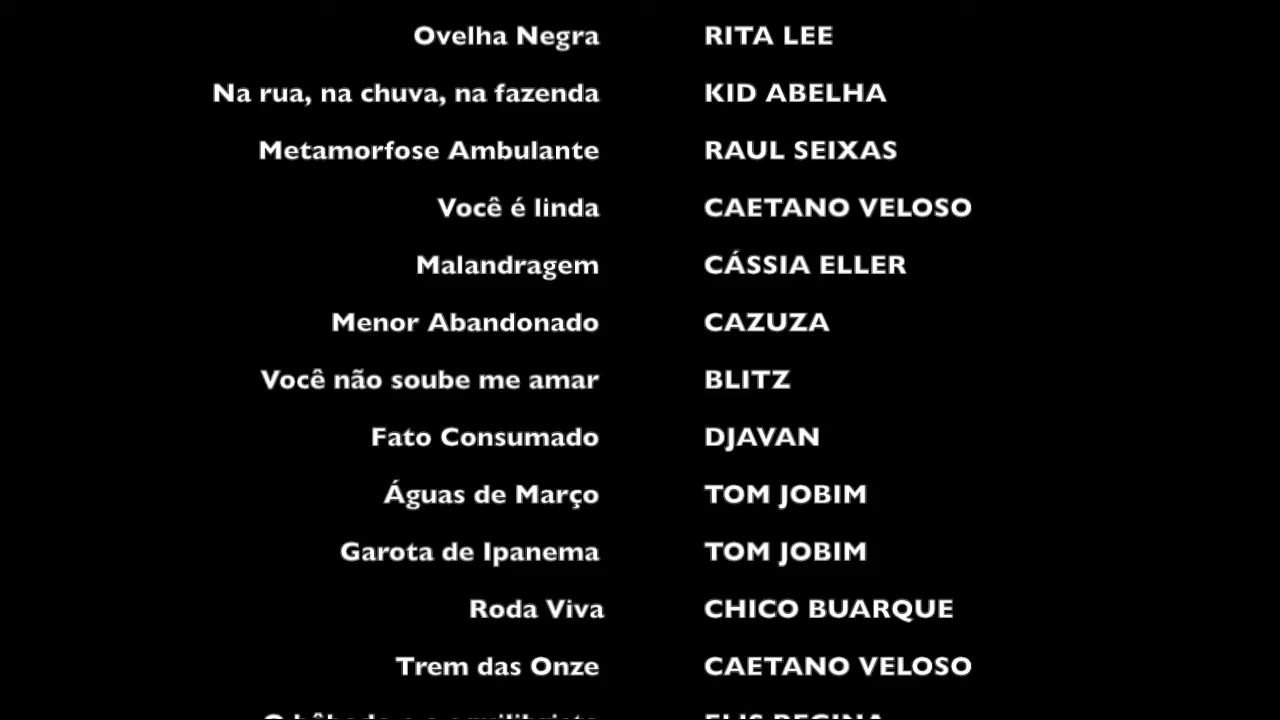 Ovelha Negra RITA LEE
Na rua, na chuva, na fazenda KID ABELHA
Metamorfose Ambulante RAUL SEIXAS
Você é linda CAETANO VELOSO
Malandragem CÁSSIA ELLER
Menor Abandonado CAZUZA
Você não soube me amar BLITZ
Fato Consumado DJAVAN
Águas de Março TOM JOBIM
Garota de Ipanema TOM JOBIM
Roda Viva CHICO BUARQUE
Trem das Onze CAETANO VELOSO